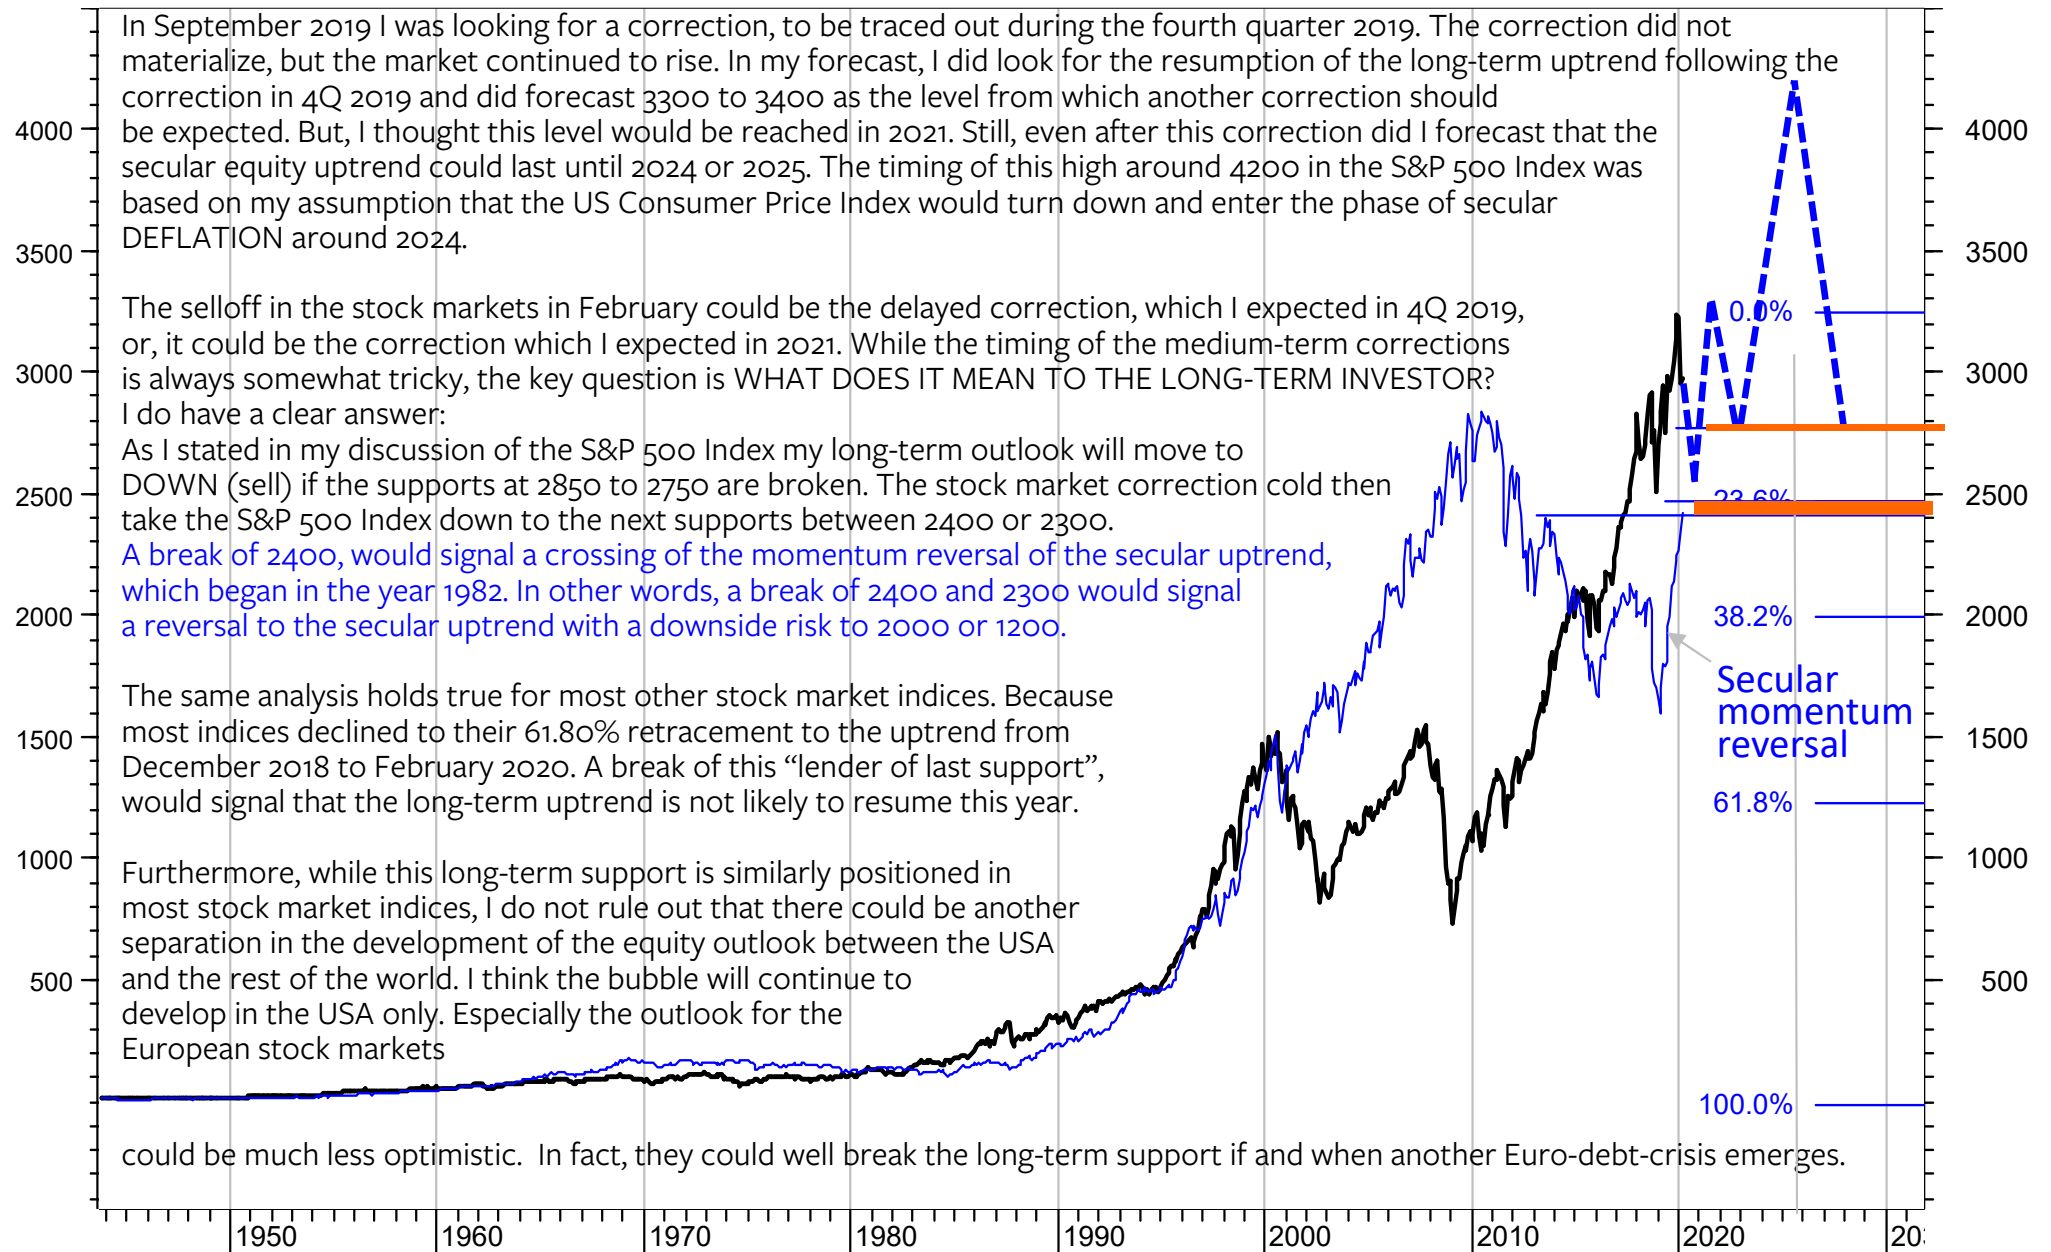 In September 2019 I was looking for a correction, to be traced out during the fourth quarter 2019. The correction did not
materialize, but the market continued to rise. In my forecast, I did look for the resumption of the long-term uptrend following the
correction in 4Q 2019 and did forecast 3300 to 3400 as the level from which another correction should
be expected. But, I thought this level would be reached in 2021. Still, even after this correction did I forecast that the
secular equity uptrend could last until 2024 or 2025. The timing of this high around 4200 in the S&P 500 Index was
based on my assumption that the US Consumer Price Index would turn down and enter the phase of secular
DEFLATION around 2024.
The selloff in the stock markets in February could be the delayed correction, which I expected in 4Q 2019,
or, it could be the correction which I expected in 2021. While the timing of the medium-term corrections
is always somewhat tricky, the key question is WHAT DOES IT MEAN TO THE LONG-TERM INVESTOR?
I do have a clear answer:
As I stated in my discussion of the S&P 500 Index my long-term outlook will move to
DOWN (sell) if the supports at 2850 to 2750 are broken. The stock market correction cold then
take the S&P 500 Index down to the next supports between 2400 or 2300.
A break of 2400, would signal a crossing of the momentum reversal of the secular uptrend,
which began in the year 1982. In other words, a break of 2400 and 2300 would signal
a reversal to the secular uptrend with a downside risk to 2000 or 1200.
The same analysis holds true for most other stock market indices. Because
most indices declined to their 61.80% retracement to the uptrend from
December 2018 to February 2020. A break of this “lender of last support”,
would signal that the long-term uptrend is not likely to resume this year.
Furthermore, while this long-term support is similarly positioned in
most stock market indices, I do not rule out that there could be another
separation in the development of the equity outlook between the USA
and the rest of the world. I think the bubble will continue to
develop in the USA only. Especially the outlook for the
European stock markets
could be much less optimistic.  In fact, they could well break the long-term support if and when another Euro-debt-crisis emerges.
4000
3500
3000
2500
2000
1500
1000
500
0.0%
23.6%
38.2%
Secular
momentum
reversal
61.8%
100.0%
4000
3500
3000
2500
2000
1500
1000
500
1950 1960 1970 1980 1990 2000 2010 2020